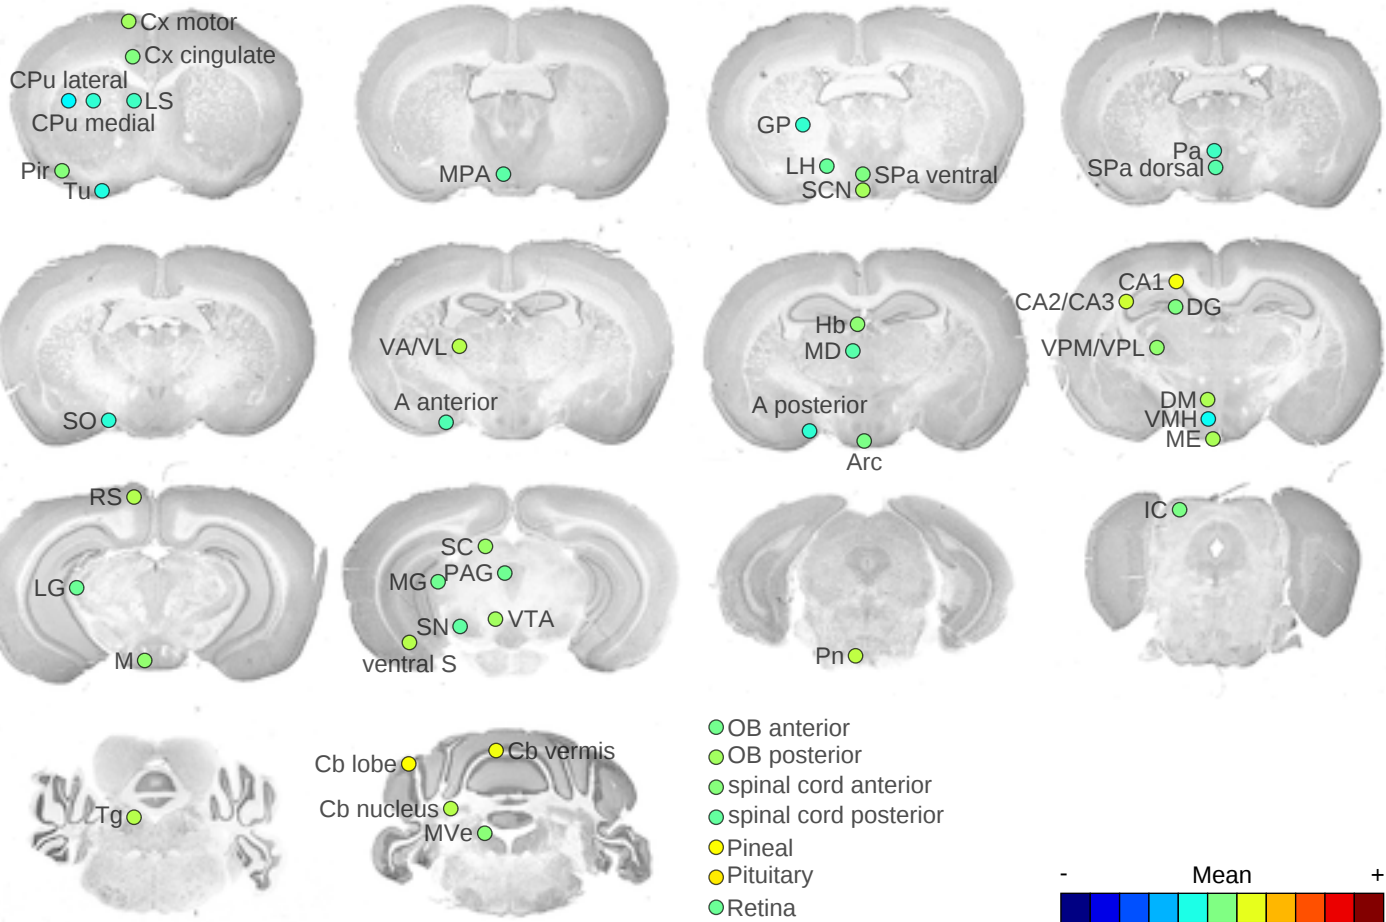 Cx motor
Cx cingulate
CPu lateral
LS
CPu medial
Pir
Tu
MPA
GP
LH
SPa ventral
SCN
Pa
SPa dorsal
SO
VA/VL
A anterior
Hb
MD
A posterior
Arc
CA1
CA2/CA3
DG
VPM/VPL
DM
VMH
ME
RS
LG
M
SC
MG
PAG
SN
VTA
ventral S
Pn
IC
Tg
Cb lobe
Cb vermis
Cb nucleus
MVe
OB anterior
OB posterior
spinal cord anterior
spinal cord posterior
Pineal
Pituitary
Retina
- Mean +